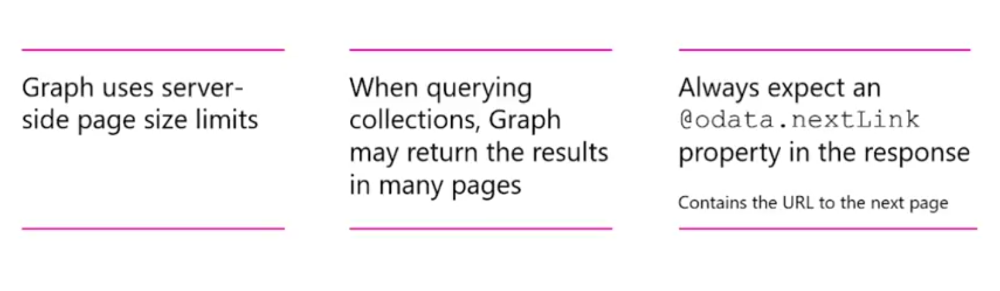 Graph uses server-
side page size limits
When querying
collections, Graph
may return the results
in many pages
Always expect an
@odata.nextLink
property in the response
Contains the URL to the next page